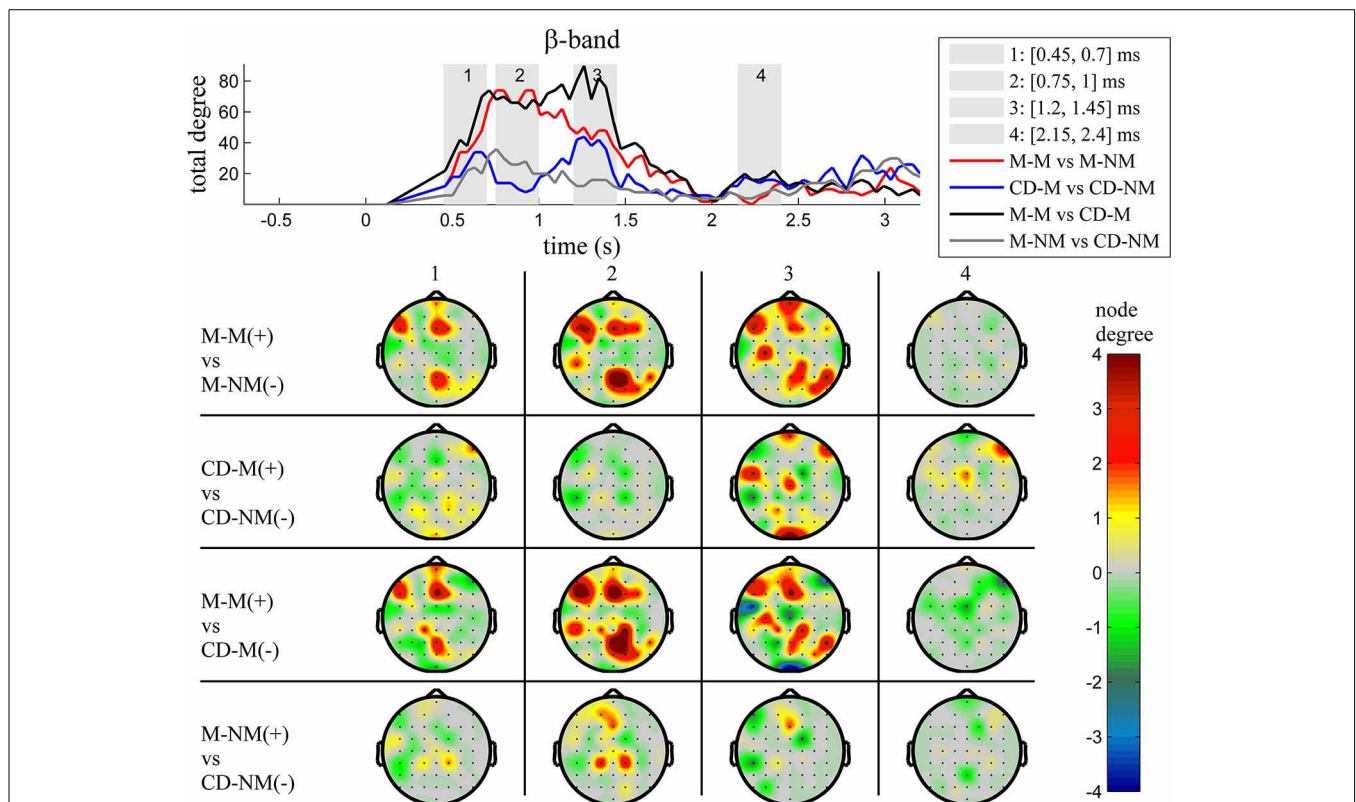 β-band
1 2 3 4
total degree
80
60
40
20
-0.5 0 0.5 1 1.5 2 2.5 3
time (s)
1: [0.45, 0.7] ms
2: [0.75, 1] ms
3: [1.2, 1.45] ms
4: [2.15, 2.4] ms
M-M vs M-NM
CD-M vs CD-NM
M-M vs CD-M
M-NM vs CD-NM
1 2 3 4
M-M(+)
vs
M-NM(-)
CD-M(+)
vs
CD-NM(-)
M-M(+)
vs
CD-M(-)
M-NM(+)
vs
CD-NM(-)
node
degree
4
3
2
1
0
-1
-2
-3
-4